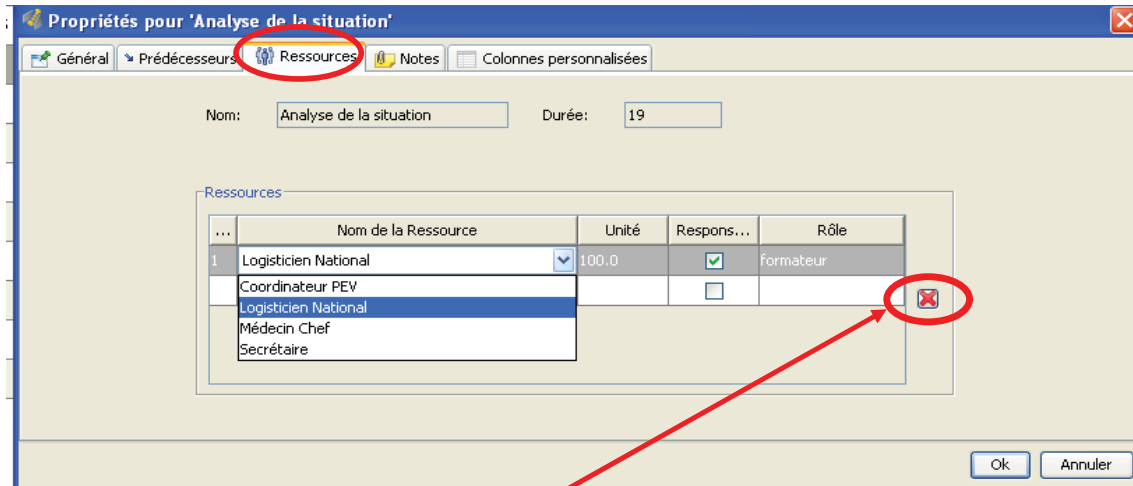 Propriétés pour 'Analyse de la situation'
Général Prédécesseurs Ressources Notes Colonnes personnalisées
Nom: Analyse de la situation Durée: 19
Ressources
... Nom de la Ressource Unité Respons... Rôle
1 Logisticien National 100.0 formateur
Coordinateur PEV
Logisticien National
Médecin Chef
Secrétaire
Ok Annuler